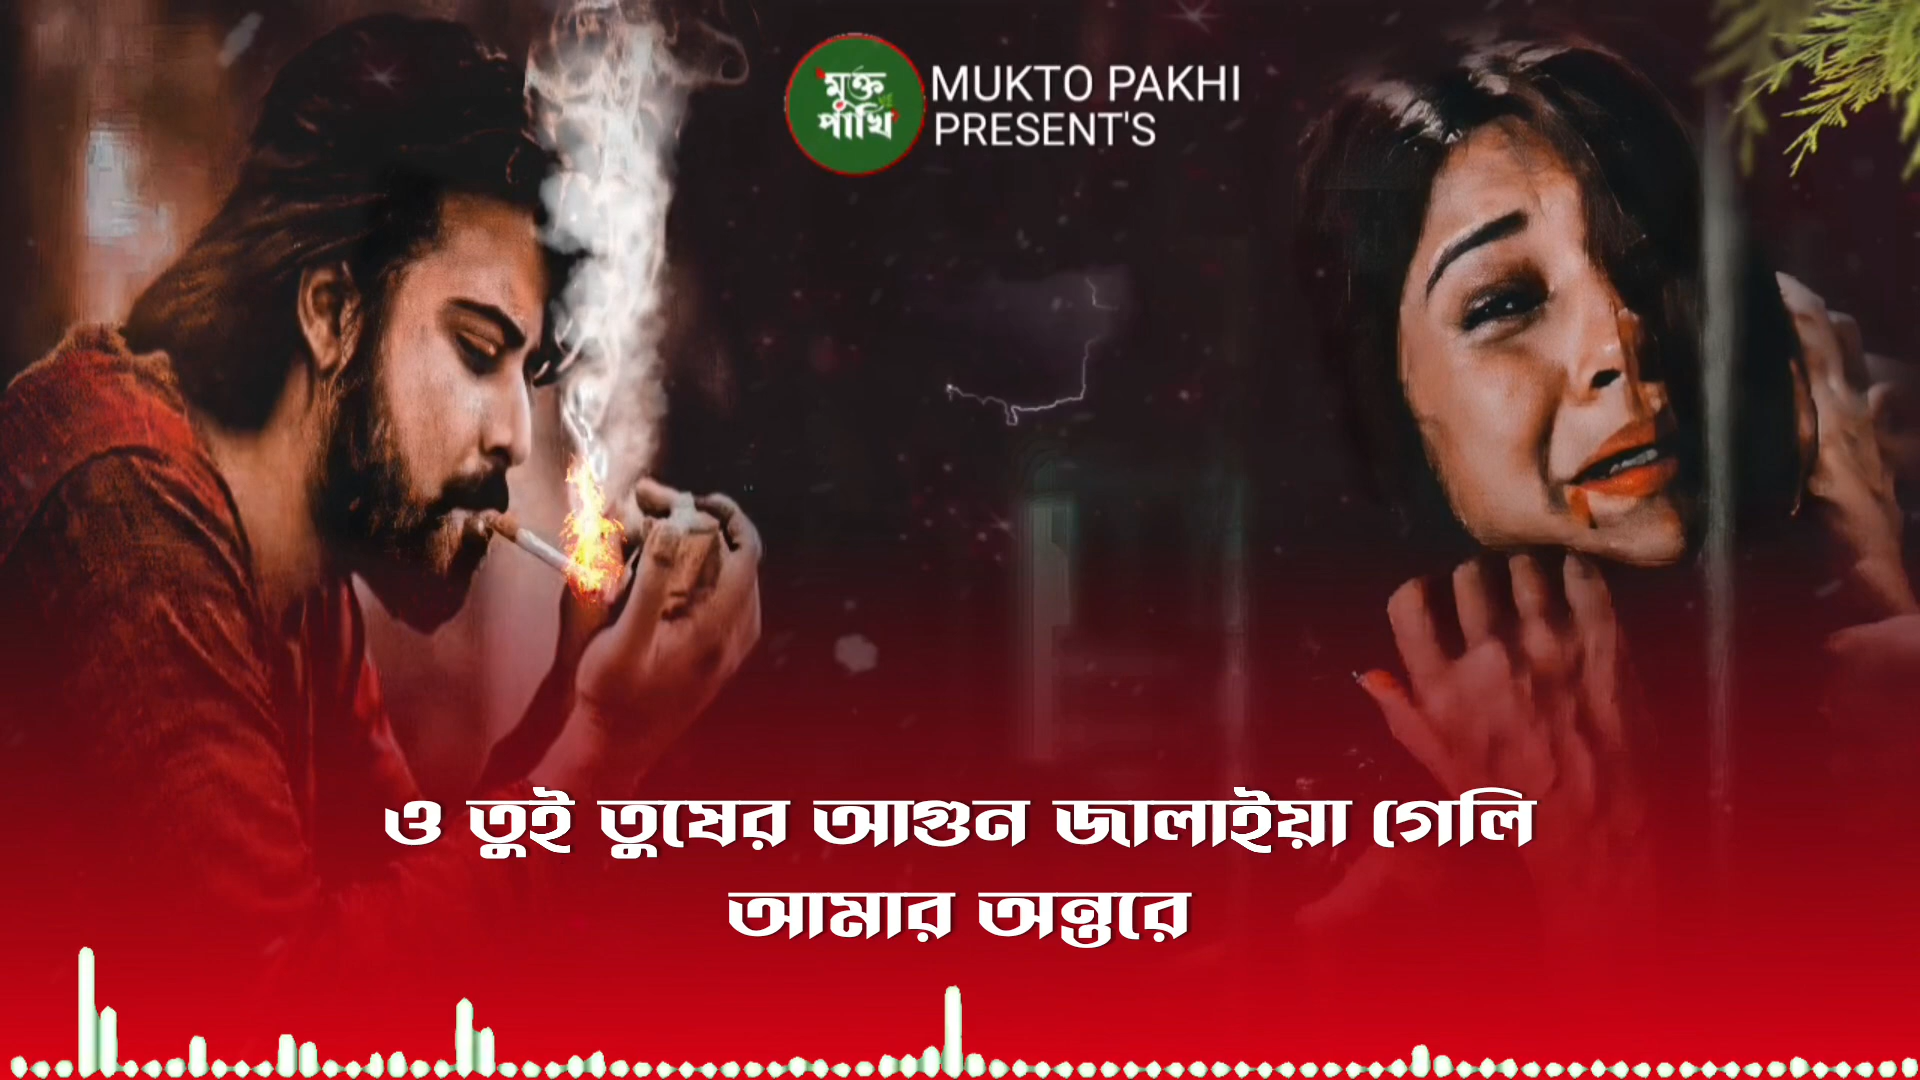 মুক্ত
পাখি
MUKTO PAKHI
PRESENT'S
ও তুই তুষের আগুন জালাইয়া গেলি
আমার অন্তরে